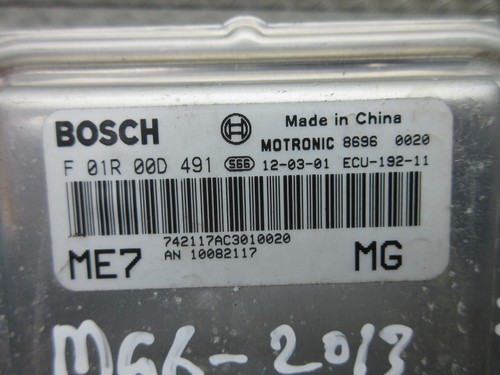 BOSCH
Made in China
MOTRONIC 8696 0020
F 01R 00D 491 SGG 12-03-01 ECU-192-11
742117AC3010020
AN 10082117
ME7
MG
MG6-2013